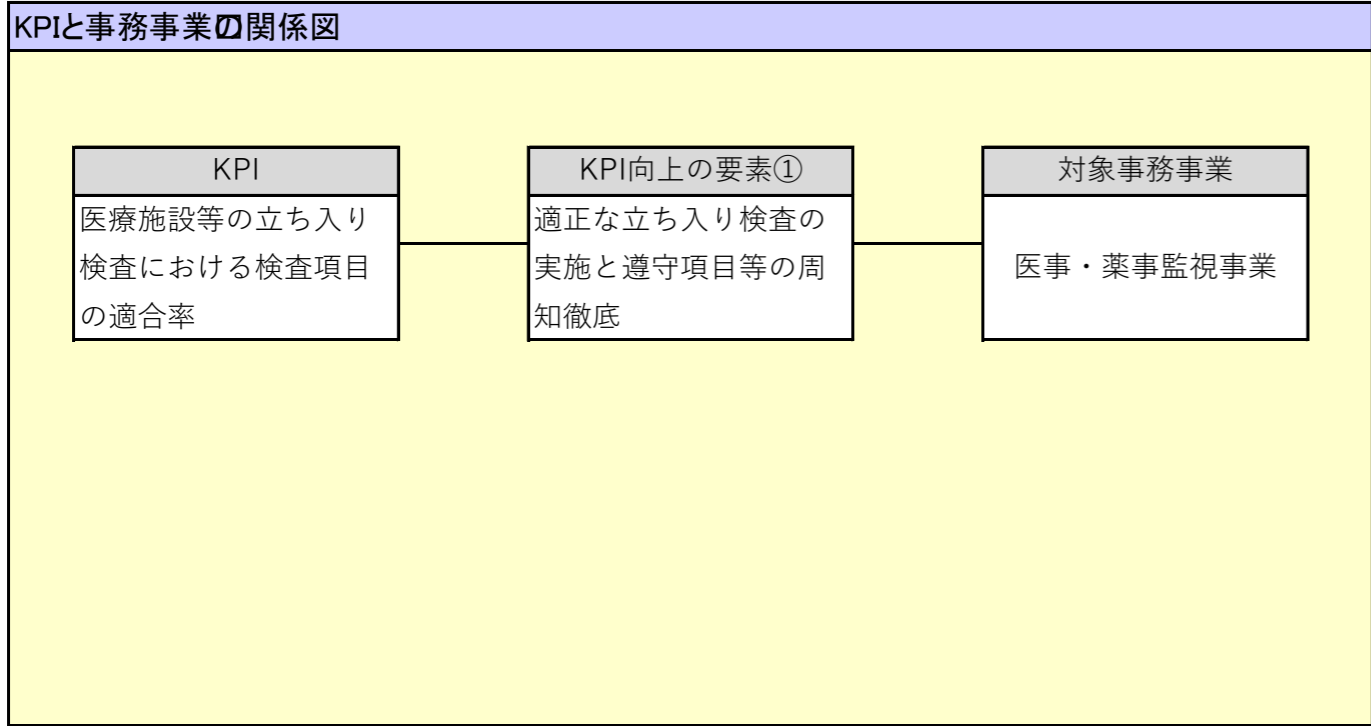 KPIと事務事業の関係図
KPI
医療施設等の立ち入り
検査における検査項目
の適合率
KPI向上の要素①
適正な立ち入り検査の
実施と遵守項目等の周
知徹底
対象事務事業
医事・薬事監視事業